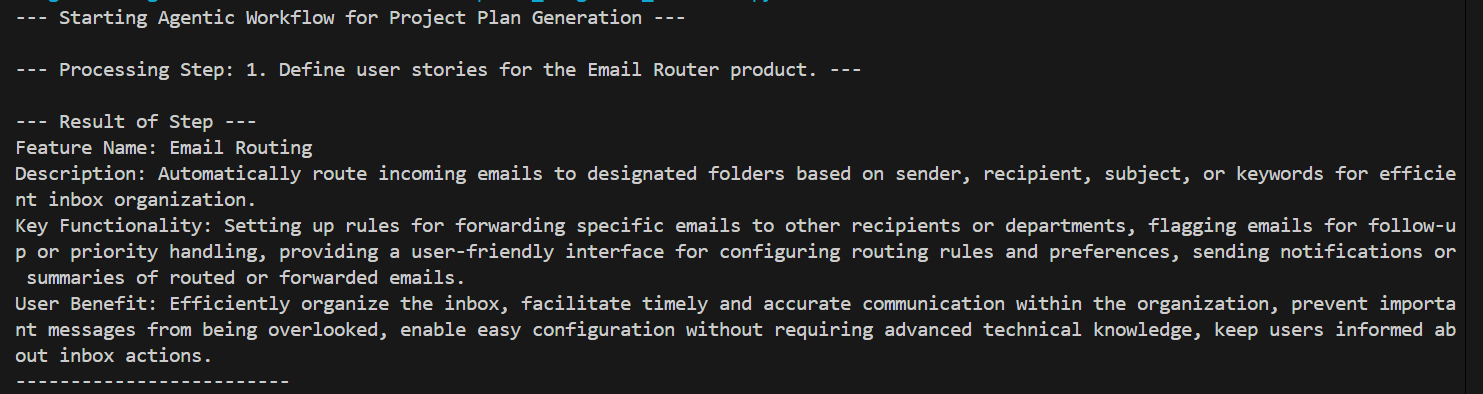 --- Starting Agentic Workflow for Project Plan Generation ---
--- Processing Step: 1. Define user stories for the Email Router product. ---
--- Result of Step ---
Feature Name: Email Routing
Description: Automatically route incoming emails to designated folders based on sender, recipient, subject, or keywords for efficie
nt inbox organization.
Key Functionality: Setting up rules for forwarding specific emails to other recipients or departments, flagging emails for follow-u
p or priority handling, providing a user-friendly interface for configuring routing rules and preferences, sending notifications or
 summaries of routed or forwarded emails.
User Benefit: Efficiently organize the inbox, facilitate timely and accurate communication within the organization, prevent importa
nt messages from being overlooked, enable easy configuration without requiring advanced technical knowledge, keep users informed ab
out inbox actions.
-------------------------